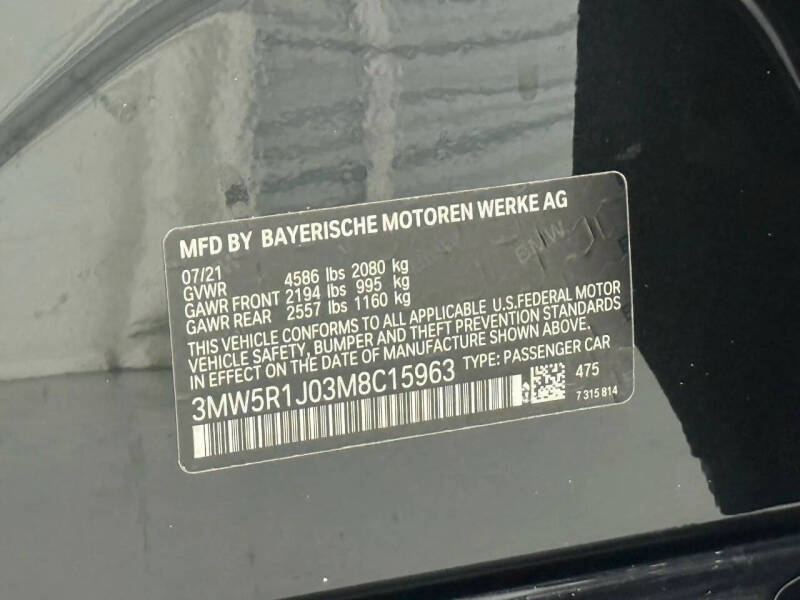 MFD BY BAYERISCHE MOTOREN WERKE AG
07/21
GVWR 4586 lbs 2080 kg
GAWR FRONT 2194 lbs 995 kg
GAWR REAR 2557 lbs 1160 kg
THIS VEHICLE CONFORMS TO ALL APPLICABLE U.S.FEDERAL MOTOR
VEHICLE SAFETY, BUMPER AND THEFT PREVENTION STANDARDS
IN EFFECT ON THE DATE OF MANUFACTURE SHOWN ABOVE.
3MW5R1J03M8C15963 TYPE: PASSENGER CAR
475
7 315 814
BMW